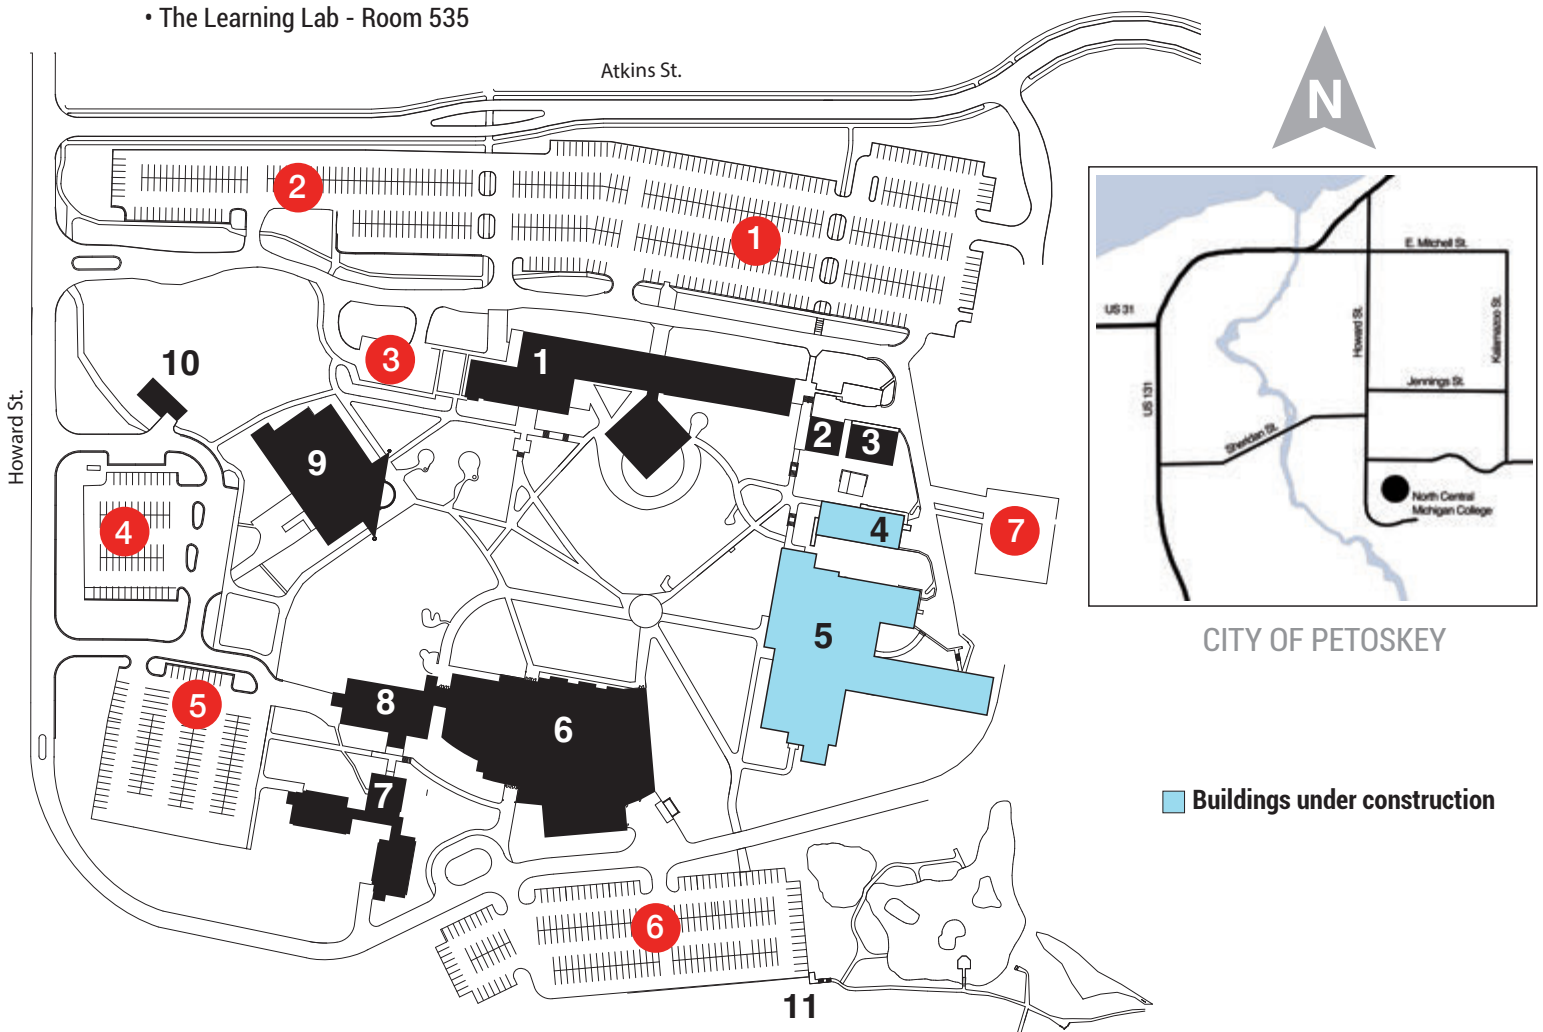 • The Learning Lab - Room 535
Atkins St.
N
2
1
E. Mitchell St.
US 31
Howard St.
Kalamazoo St.
3
1
10
Jennings St.
US 131
Howard St.
2
3
Sheridan St.
9
North Central
Michigan College
4
4
7
5
CITY OF PETOSKEY
5
8
6
7
Buildings under construction
6
11